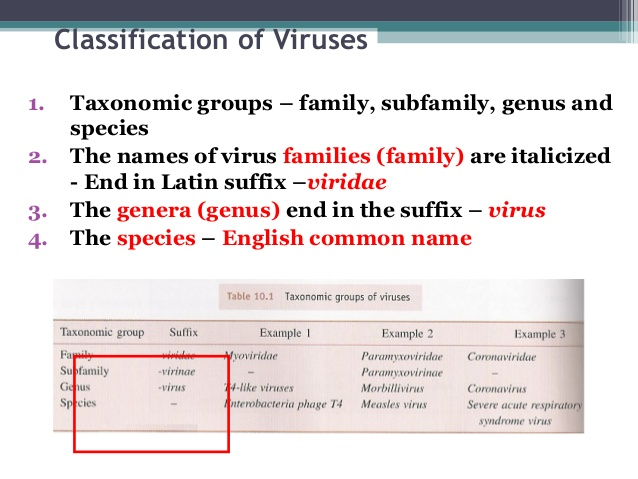 Classification of Viruses
1. Taxonomic groups – family, subfamily, genus and
species
2. The names of virus families (family) are italicized
- End in Latin suffix –viridae
3. The genera (genus) end in the suffix – virus
4. The species – English common name
Table 10.1 Taxonomic groups of viruses
Taxonomic group Suffix Example 1 Example 2 Example 3
Family -viridae Myoviridae Paramyxoviridae Coronaviridae
Subfamily -virinae – Paramyxovirinae –
Genus -virus T4-like viruses Morbillivirus Coronavirus
Species – Enterobacteria phage T4 Measles virus Severe acute respiratory
syndrome virus